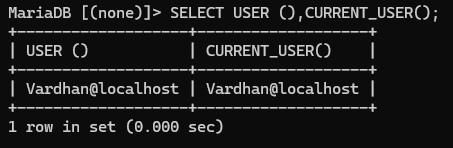 MariaDB [(none)]> SELECT USER (),CURRENT_USER();
+-------------------+-------------------+
| USER ()           | CURRENT_USER()    |
+-------------------+-------------------+
| Vardhan@localhost | Vardhan@localhost |
+-------------------+-------------------+
1 row in set (0.000 sec)